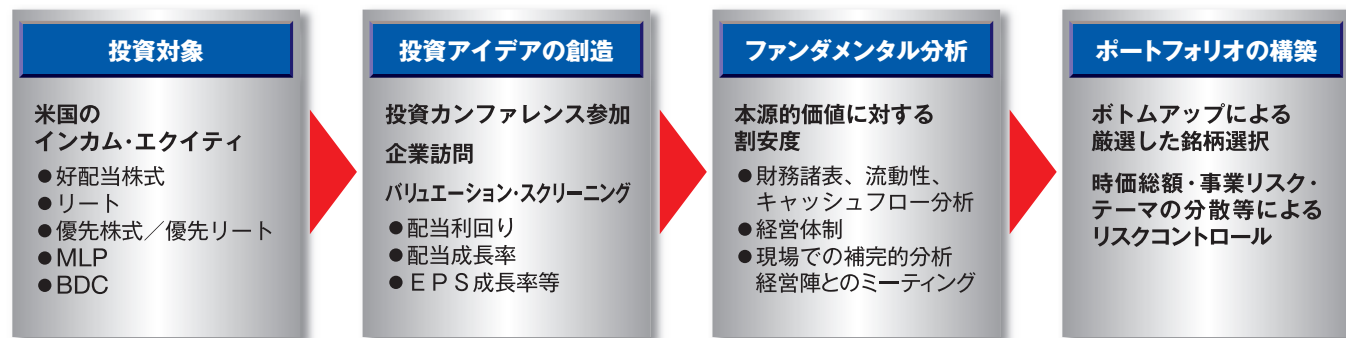 投資対象
米国の
インカム・エクイティ
●好配当株式
●リート
●優先株式／優先リート
●MLP
●BDC
投資アイデアの創造
投資カンファレンス参加
企業訪問
バリュエーション・スクリーニング
●配当利回り
●配当成長率
●ＥＰＳ成長率等
ファンダメンタル分析
本源的価値に対する
割安度
●財務諸表、流動性、
キャッシュフロー分析
●経営体制
●現場での補完的分析
経営陣とのミーティング
ポートフォリオの構築
ボトムアップによる
厳選した銘柄選択
時価総額・事業リスク・
テーマの分散等による
リスクコントロール